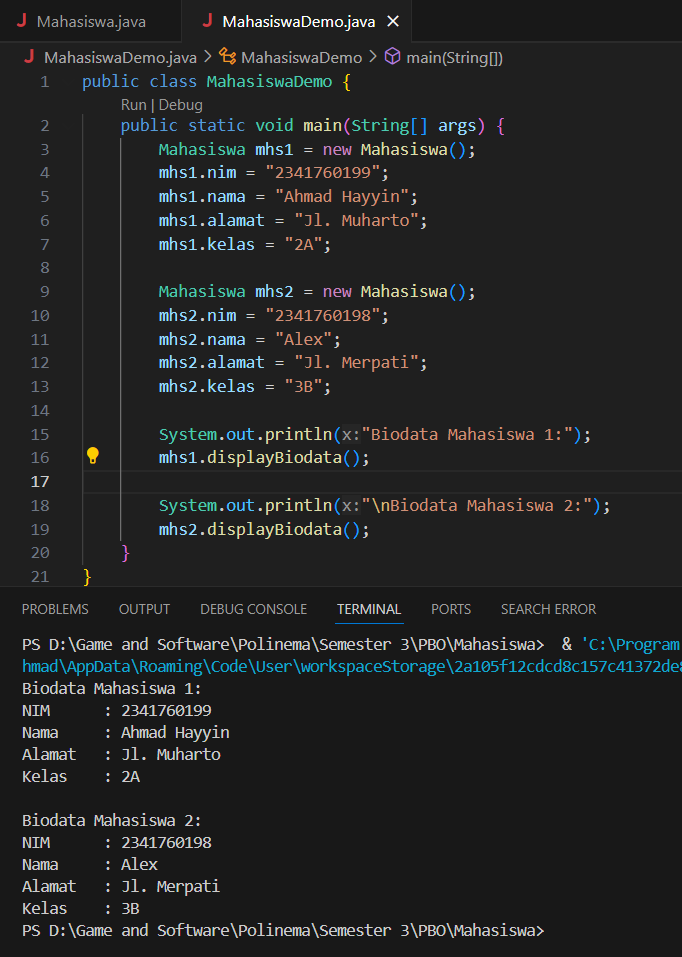 Mahasiswa.java MahasiswaDemo.java
MahasiswaDemo.java > MahasiswaDemo > main(String[])
1 public class MahasiswaDemo {
Run | Debug
2 public static void main(String[] args) {
3 Mahasiswa mhs1 = new Mahasiswa();
4 mhs1.nim = "2341760199";
5 mhs1.nama = "Ahmad Hayyin";
6 mhs1.alamat = "Jl. Muharto";
7 mhs1.kelas = "2A";
8
9 Mahasiswa mhs2 = new Mahasiswa();
10 mhs2.nim = "2341760198";
11 mhs2.nama = "Alex";
12 mhs2.alamat = "Jl. Merpati";
13 mhs2.kelas = "3B";
14
15 System.out.println(x:"Biodata Mahasiswa 1:");
16 mhs1.displayBiodata();
17
18 System.out.println(x:"\nBiodata Mahasiswa 2:");
19 mhs2.displayBiodata();
20 }
21 }
PROBLEMS OUTPUT DEBUG CONSOLE TERMINAL PORTS SEARCH ERROR
PS D:\Game and Software\Polinema\Semester 3\PBO\Mahasiswa> & 'C:\Program
hmad\AppData\Roaming\Code\User\workspaceStorage\2a105f12cdcd8c157c41372de8
Biodata Mahasiswa 1:
NIM : 2341760199
Nama : Ahmad Hayyin
Alamat : Jl. Muharto
Kelas : 2A
Biodata Mahasiswa 2:
NIM : 2341760198
Nama : Alex
Alamat : Jl. Merpati
Kelas : 3B
PS D:\Game and Software\Polinema\Semester 3\PBO\Mahasiswa>